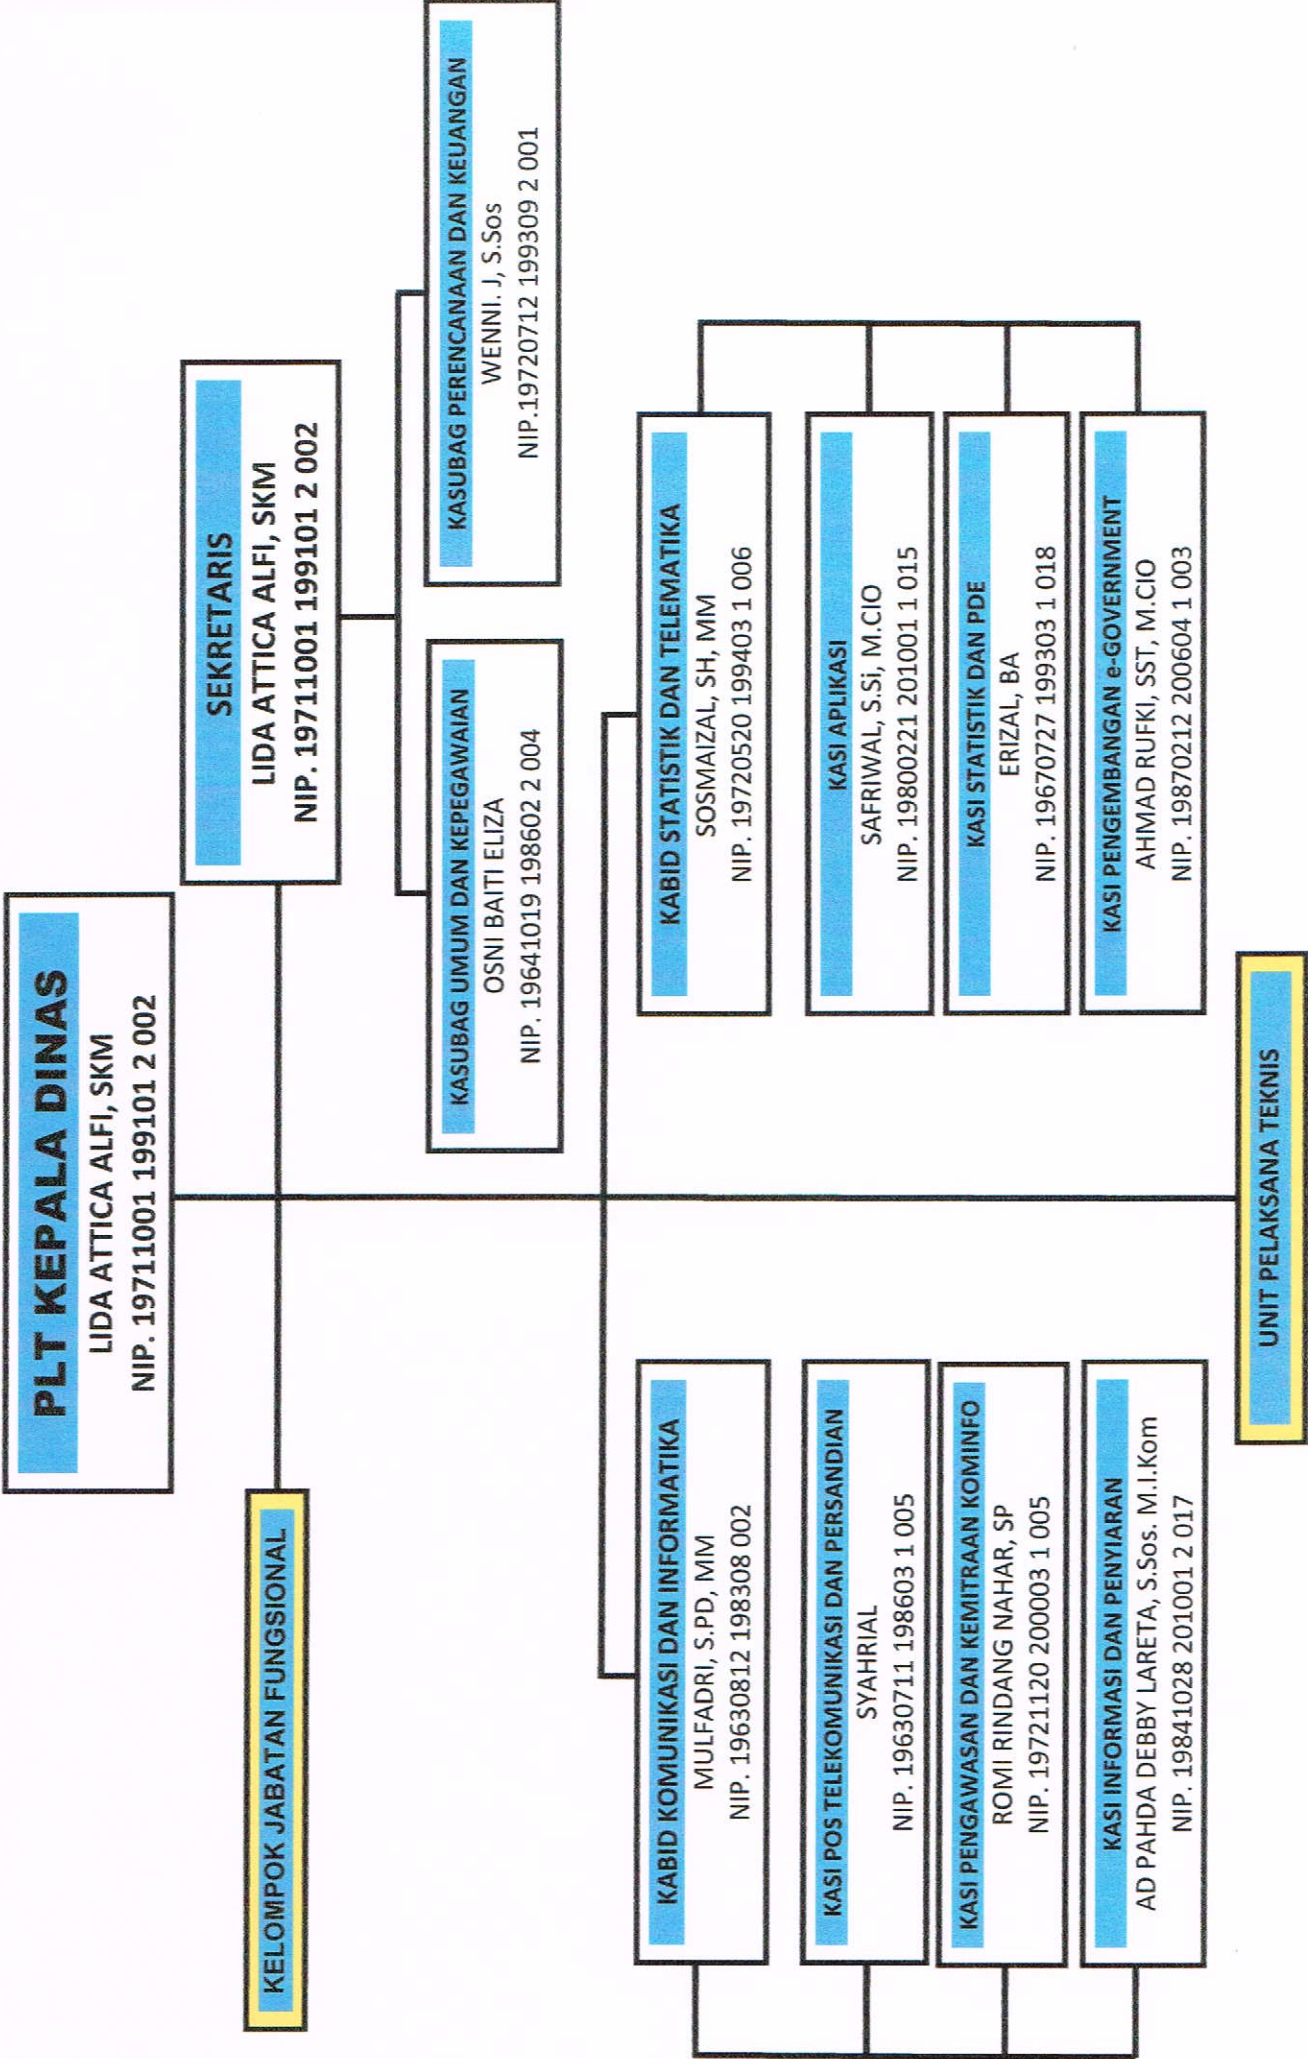 PLT KEPALA DINAS
LIDA ATTICA ALFI, SKM
NIP. 19711001 199101 2 002
SEKRETARIS
LIDA ATTICA ALFI, SKM
NIP. 19711001 199101 2 002
KELOMPOK JABATAN FUNGSIONAL
KASUBAG UMUM DAN KEPEGAWAIAN
OSNI BAITI ELIZA
NIP. 19641019 198602 2 004
KASUBAG PERENCANAAN DAN KEUANGAN
WENNI. J, S.Sos
NIP.19720712 199309 2 001
KABID KOMUNIKASI DAN INFORMATIKA
MULFADRI, S.PD, MM
NIP. 19630812 198308 002
KASI POS TELEKOMUNIKASI DAN PERSANDIAN
SYAHRIAL
NIP. 19630711 198603 1 005
KASI PENGAWASAN DAN KEMITRAAN KOMINFO
ROMI RINDANG NAHAR, SP
NIP. 19721120 200003 1 005
KASI INFORMASI DAN PENYIARAN
AD PAHDA DEBBY LARETA, S.Sos. M.I.Kom
NIP. 19841028 201001 2 017
KABID STATISTIK DAN TELEMATIKA
SOSMAIZAL, SH, MM
NIP. 19720520 199403 1 006
KASI APLIKASI
SAFRIWAL, S.Si, M.CIO
NIP. 19800221 201001 1 015
KASI STATISTIK DAN PDE
ERIZAL, BA
NIP. 19670727 199303 1 018
KASI PENGEMBANGAN e-GOVERNMENT
AHMAD RUFKI, SST, M.CIO
NIP. 19870212 200604 1 003
UNIT PELAKSANA TEKNIS